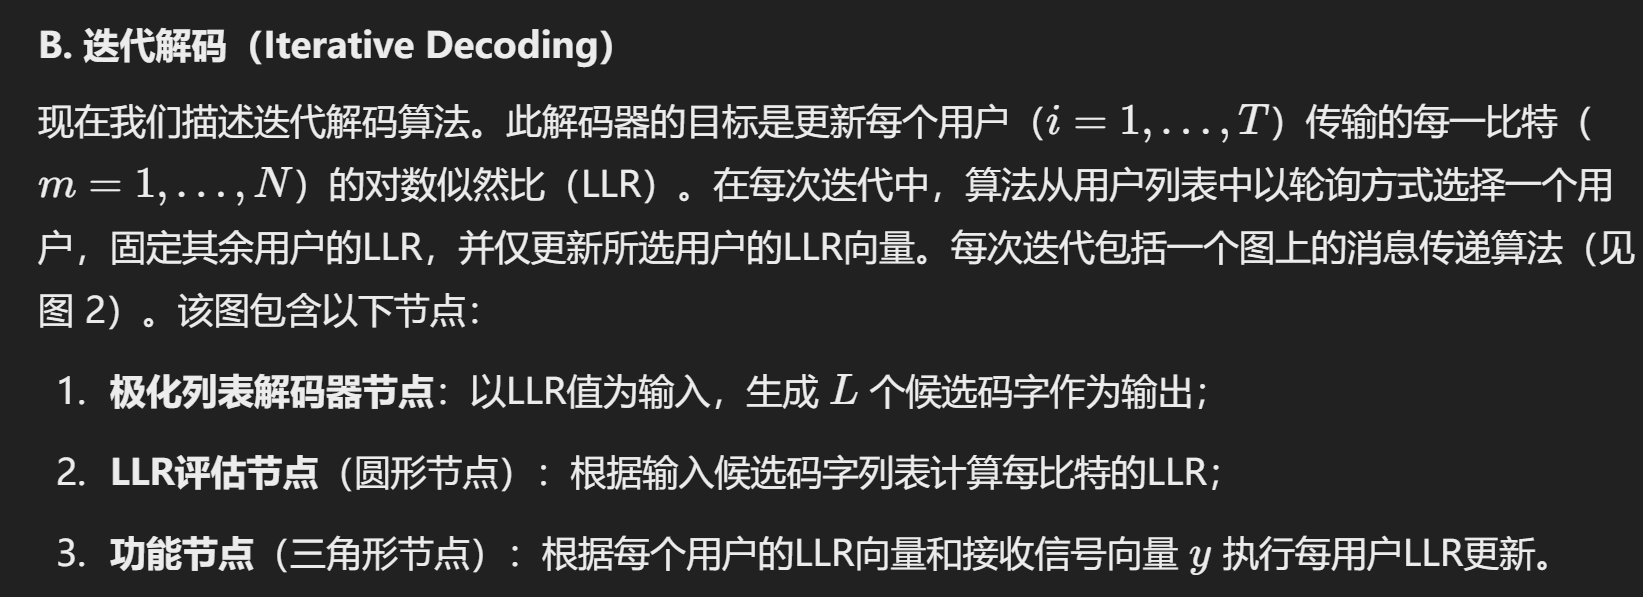 B. 迭代解码（Iterative Decoding）
现在我们描述迭代解码算法。此解码器的目标是更新每个用户（i = 1, . . . , T）传输的每一比特（
m = 1, . . . , N）的对数似然比（LLR）。在每次迭代中，算法从用户列表中以轮询方式选择一个用
户，固定其余用户的LLR，并仅更新所选用户的LLR向量。每次迭代包括一个图上的消息传递算法（见
图 2）。该图包含以下节点：
1. 极化列表解码器节点：以LLR值为输入，生成 L 个候选码字作为输出；
2. LLR评估节点（圆形节点）：根据输入候选码字列表计算每比特的LLR；
3. 功能节点（三角形节点）：根据每个用户的LLR向量和接收信号向量 y 执行每用户LLR更新。